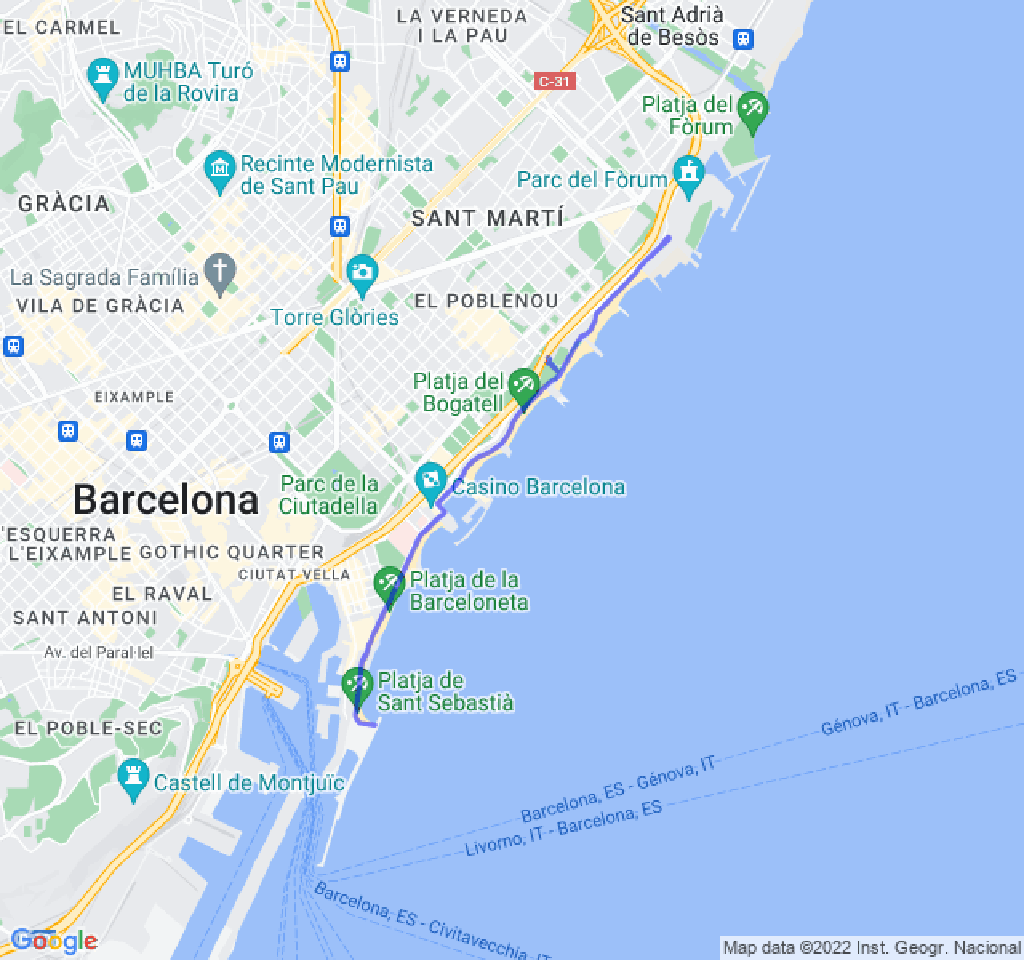 LA VERNEDA
I LA PAU
Sant Adrià
de Besòs
EL CARMEL
MUHBA Turó
de la Rovira
C-31
Platja del
Fòrum
Recinte Modernista
de Sant Pau
Parc del Fòrum
GRÀCIA
SANT MARTÍ
La Sagrada Família
VILA DE GRÀCIA
EL POBLENOU
Torre Glòries
Platja del
Bogatell
EIXAMPLE
Parc de la
Ciutadella
Casino Barcelona
Barcelona
'ESQUERRA
L'EIXAMPLE
GOTHIC QUARTER
CIUTAT VELLA
EL RAVAL
Platja de la
Barceloneta
SANT ANTONI
Av. del Paral·lel
Platja de
Sant Sebastià
EL POBLE-SEC
Génova, IT - Barcelona, ES
Castell de Montjuïc
Barcelona, ES - Génova, IT
Livorno, IT - Barcelona, ES
Barcelona, ES - Civitavecchia, IT
Google
Map data ©2022 Inst. Geogr. Nacional